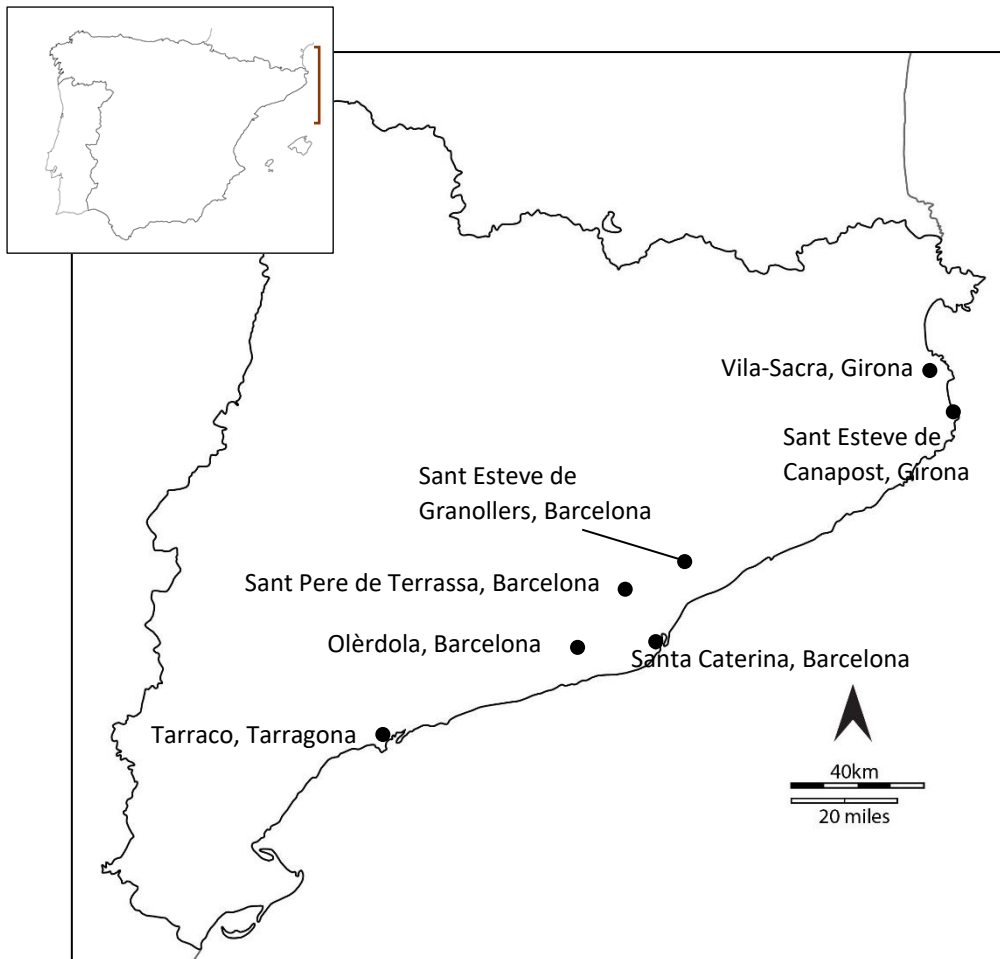 Vila-Sacra, Girona
Sant Esteve de
Canapost, Girona
Sant Esteve de
Granollers, Barcelona
Sant Pere de Terrassa, Barcelona
Olèrdola, Barcelona
Santa Caterina, Barcelona
Tarraco, Tarragona
40km
20 miles